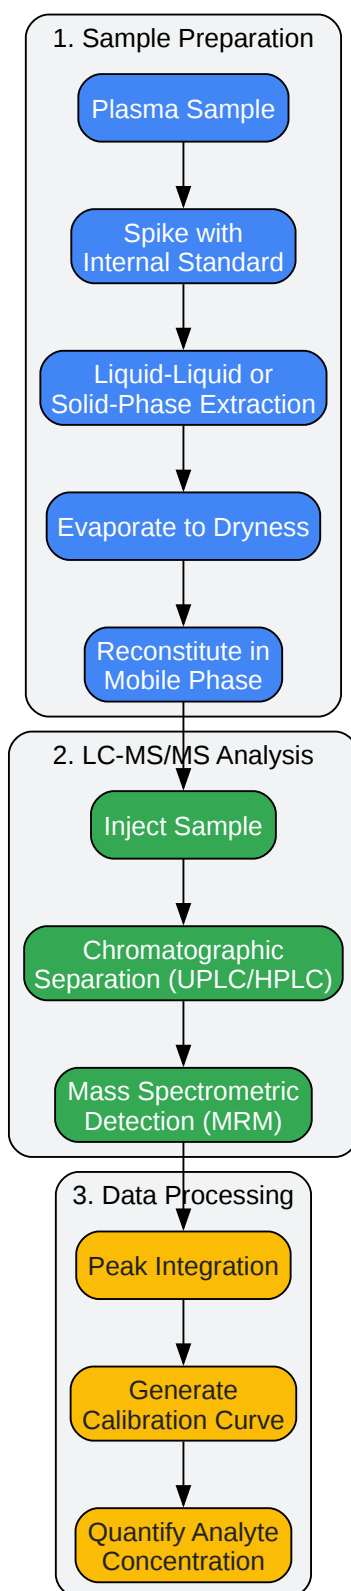 1. Sample Preparation
Plasma Sample
Spike with
Internal Standard
Liquid-Liquid or
Solid-Phase Extraction
Evaporate to Dryness
Reconstitute in
Mobile Phase
2. LC-MS/MS Analysis
Inject Sample
Chromatographic
Separation (UPLC/HPLC)
Mass Spectrometric
Detection (MRM)
3. Data Processing
Peak Integration
Generate
Calibration Curve
Quantify Analyte
Concentration